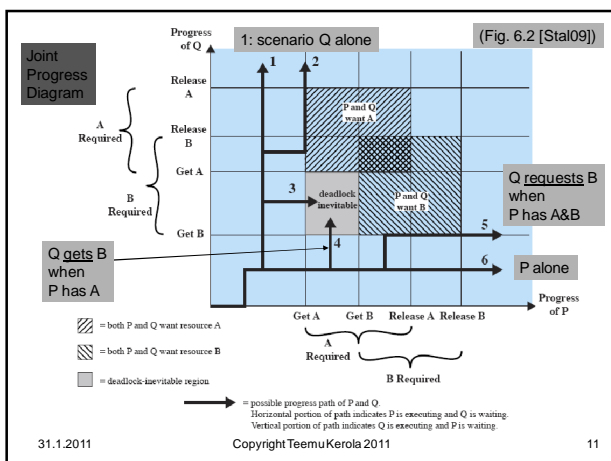 Joint
Progress
Diagram
Progress
of Q
1: scenario Q alone
(Fig. 6.2 [Stal09])
1
2
Release
A
A
Required
P and Q
want A
Release
B
Get A
B
Required
3
deadlock
inevitable
P and Q
want B
Q requests B
when
P has A&B
5
Get B
4
Q gets B
when
P has A
6
P alone
Progress
of P
Get A
Get B
Release A
Release B
A
Required
B Required
= both P and Q want resource A
= both P and Q want resource B
= deadlock-inevitable region
= possible progress path of P and Q.
Horizontal portion of path indicates P is executing and Q is waiting.
Vertical portion of path indicates Q is executing and P is waiting.
31.1.2011
Copyright Teemu Kerola 2011
11